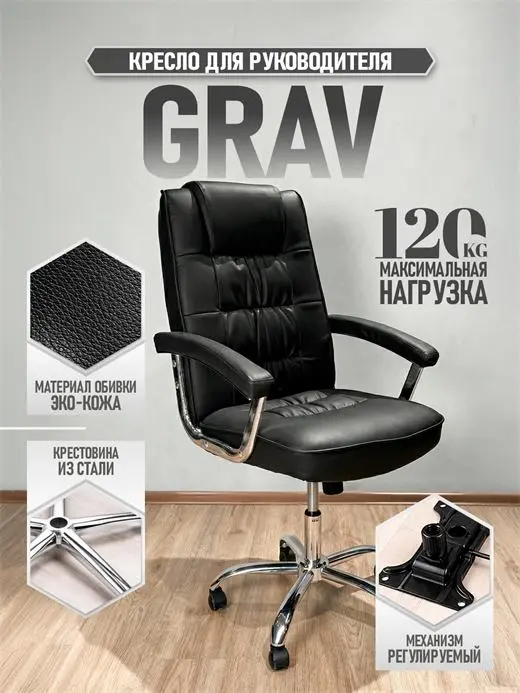 КРЕСЛО ДЛЯ РУКОВОДИТЕЛЯ
GRAV
120 KG
МАКСИМАЛЬНАЯ
НАГРУЗКА
МАТЕРИАЛ ОБИВКИ
ЭКО-КОЖА
КРЕСТОВИНА
ИЗ СТАЛИ
МЕХАНИЗМ
РЕГУЛИРУЕМЫЙ